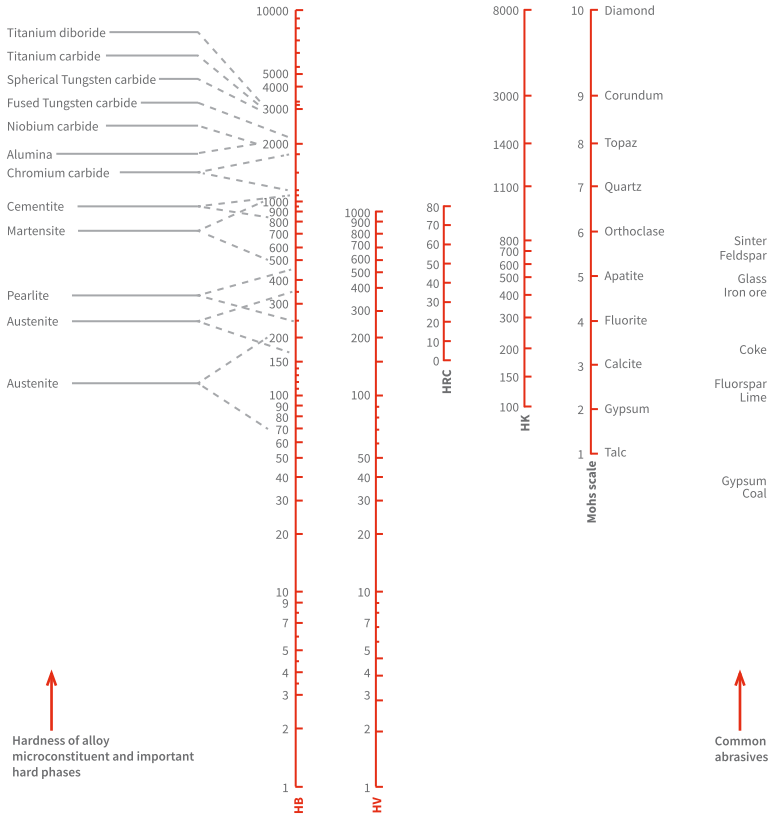 Titanium diboride
Titanium carbide
Spherical Tungsten carbide
Fused Tungsten carbide
Niobium carbide
Alumina
Chromium carbide
Cementite
Martensite
Pearlite
Austenite
Austenite
10000
5000
4000
3000
2000
1000
900
800
700
600
500
400
300
200
150
100
90
80
70
60
50
40
30
20
10
9
7
5
4
3
2
1
HB
1000
900
800
700
600
500
400
300
200
100
50
40
30
20
10
7
5
4
3
2
1
HV
80
70
60
50
40
30
20
10
0
HRC
8000
3000
1400
1100
800
700
600
500
400
300
200
150
100
HK
10 Diamond
9 Corundum
8 Topaz
7 Quartz
6 Orthoclase
5 Apatite
4 Fluorite
3 Calcite
2 Gypsum
1 Talc
Mohs scale
Sinter
Feldspar
Glass
Iron ore
Coke
Fluorspar
Lime
Gypsum
Coal
Hardness of alloy
microconstituent and important
hard phases
Common
abrasives